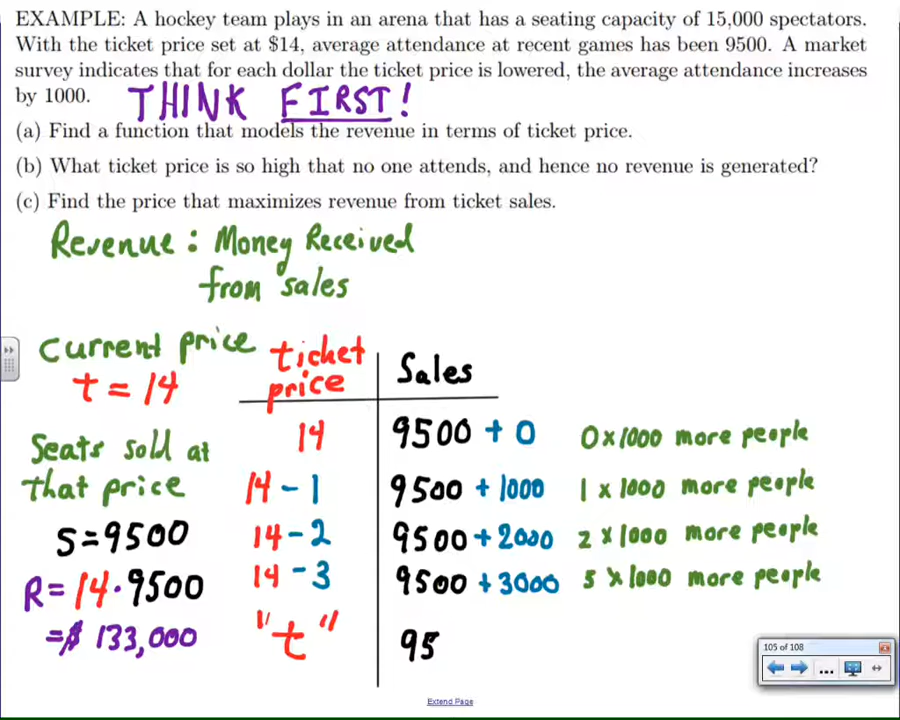 EXAMPLE: A hockey team plays in an arena that has a seating capacity of 15,000 spectators.
With the ticket price set at $14, average attendance at recent games has been 9500. A market
survey indicates that for each dollar the ticket price is lowered, the average attendance increases
by 1000. THINK FIRST!
(a) Find a function that models the revenue in terms of ticket price.
(b) What ticket price is so high that no one attends, and hence no revenue is generated?
(c) Find the price that maximizes revenue from ticket sales.
Revenue: Money Received
from sales
Current price
t = 14
Seats sold at
that price
S=9500
R=14·9500
=$ 133,000
ticket
price
Sales
14 9500 + 0 0x1000 more people
14-1 9500 + 1000 1 x 1000 more people
14-2 9500+2000 2 x 1000 more people
14-3 9500+3000 3 x 1000 more people
"t" 95
105 of 108
...
Extend Page